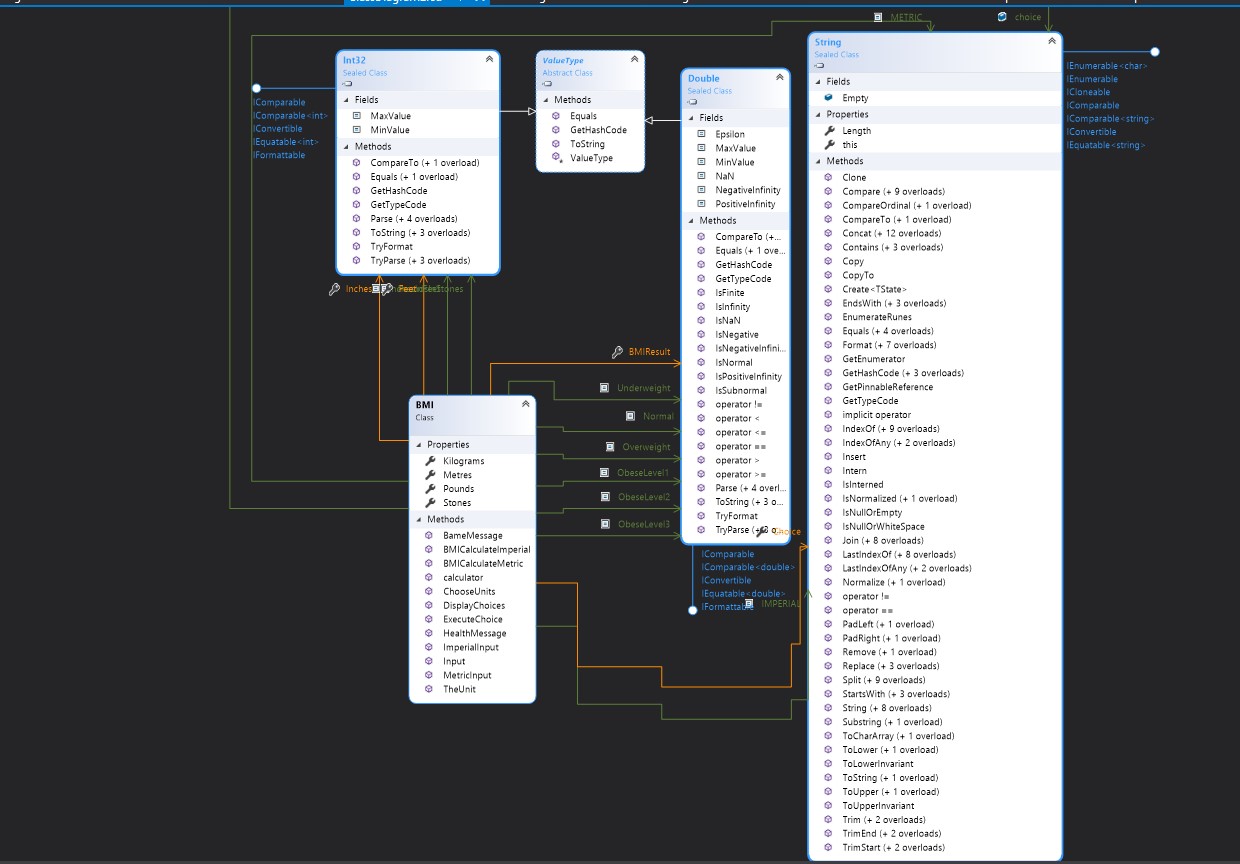 METRIC
choice
Int32
Sealed Class
Fields
MaxValue
MinValue
Methods
CompareTo (+ 1 overload)
Equals (+ 1 overload)
GetHashCode
GetTypeCode
Parse (+ 4 overloads)
ToString (+ 3 overloads)
TryFormat
TryParse (+ 3 overloads)
IComparable
IComparable<int>
IConvertible
IEquatable<int>
IFormattable
ValueType
Abstract Class
Methods
Equals
GetHashCode
ToString
ValueType
Double
Sealed Class
Fields
Epsilon
MaxValue
MinValue
NaN
NegativeInfinity
PositiveInfinity
Methods
CompareTo (+...
Equals (+ 1 ove...
GetHashCode
GetTypeCode
IsFinite
IsInfinity
IsNaN
IsNegative
IsNegativeInfini...
IsNormal
IsPositiveInfinity
IsSubnormal
operator !=
operator <
operator <=
operator ==
operator >
operator >=
Parse (+ 4 overl...
ToString (+ 3 o...
TryFormat
TryParse (+3 o...
Choice
IComparable
IComparable<double>
IConvertible
IEquatable<double>
IFormattable
IMPERIAL
Inches
Feet
BMIResult
Underweight
Normal
Overweight
ObeseLevel1
ObeseLevel2
ObeseLevel3
BMI
Class
Properties
Kilograms
Metres
Pounds
Stones
Methods
BameMessage
BMICalculateImperial
BMICalculateMetric
calculator
ChooseUnits
DisplayChoices
ExecuteChoice
HealthMessage
ImperialInput
Input
MetricInput
TheUnit
String
Sealed Class
Fields
Empty
Properties
Length
this
Methods
Clone
Compare (+ 9 overloads)
CompareOrdinal (+ 1 overload)
CompareTo (+ 1 overload)
Concat (+ 12 overloads)
Contains (+ 3 overloads)
Copy
CopyTo
Create<TState>
EndsWith (+ 3 overloads)
EnumerateRunes
Equals (+ 4 overloads)
Format (+ 7 overloads)
GetEnumerator
GetHashCode (+ 3 overloads)
GetPinnableReference
GetTypeCode
implicit operator
IndexOf (+ 9 overloads)
IndexOfAny (+ 2 overloads)
Insert
Intern
IsInterned
IsNormalized (+ 1 overload)
IsNullOrEmpty
IsNullOrWhiteSpace
Join (+ 8 overloads)
LastIndexOf (+ 8 overloads)
LastIndexOfAny (+ 2 overloads)
Normalize (+ 1 overload)
operator !=
operator ==
PadLeft (+ 1 overload)
PadRight (+ 1 overload)
Remove (+ 1 overload)
Replace (+ 3 overloads)
Split (+ 9 overloads)
StartsWith (+ 3 overloads)
String (+ 8 overloads)
Substring (+ 1 overload)
ToCharArray (+ 1 overload)
ToLower (+ 1 overload)
ToLowerInvariant
ToString (+ 1 overload)
ToUpper (+ 1 overload)
ToUpperInvariant
Trim (+ 2 overloads)
TrimEnd (+ 2 overloads)
TrimStart (+ 2 overloads)
IEnumerable<char>
IEnumerable
ICloneable
IComparable
IComparable<string>
IConvertible
IEquatable<string>